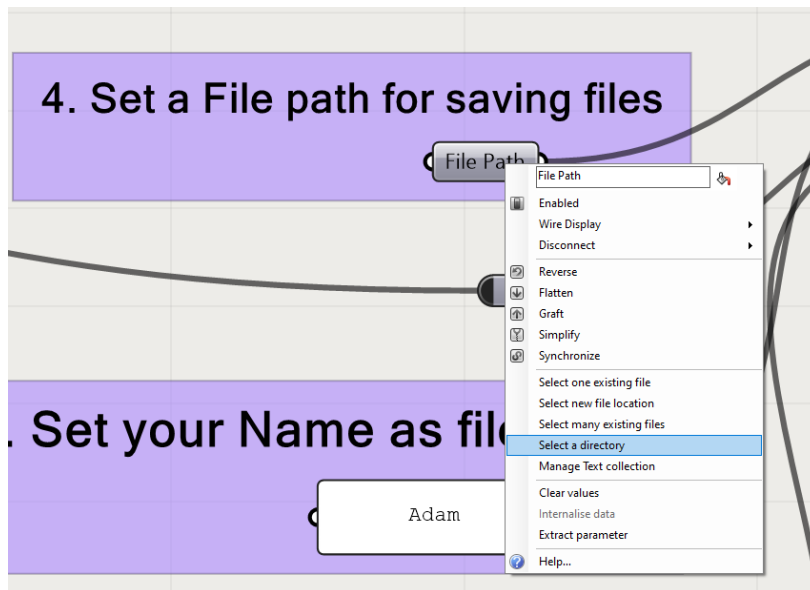 4. Set a File path for saving files
File Path
File Path
Enabled
Wire Display
Disconnect
Reverse
Flatten
Graft
Simplify
Synchronize
Select one existing file
Select new file location
Select many existing files
Select a directory
Manage Text collection
Clear values
Internalise data
Extract parameter
Help...
. Set your Name as file
Adam